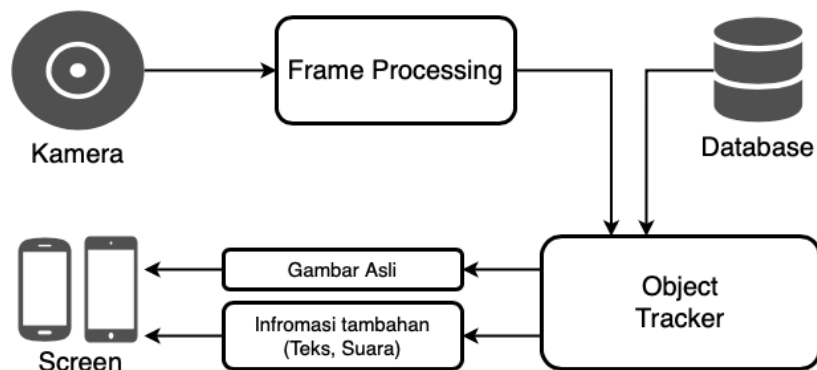 Frame Processing
Kamera
Database
Gambar Asli
Object
Tracker
Infromasi tambahan
(Teks, Suara)
Screen